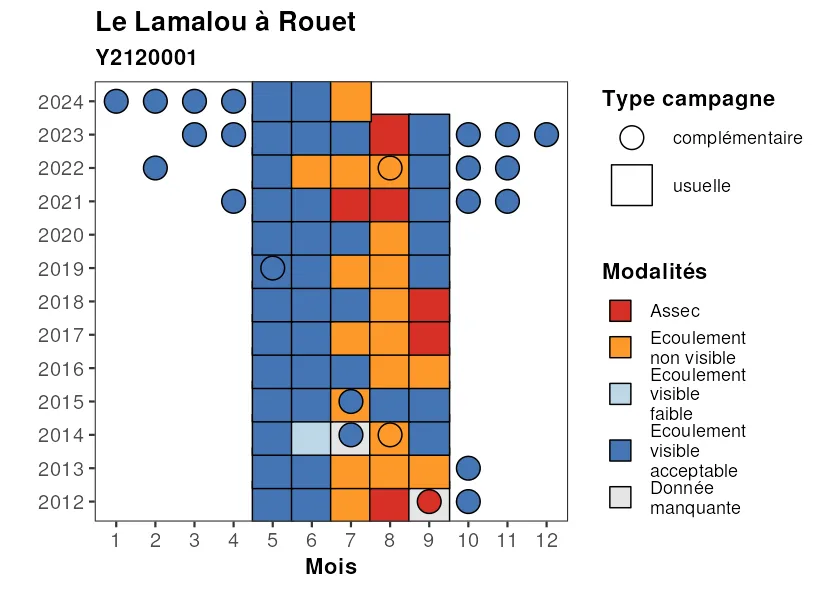 Le Lamalou à Rouet
Y2120001
2024
2023
2022
2021
2020
2019
2018
2017
2016
2015
2014
2013
2012
1 2 3 4 5 6 7 8 9 10 11 12
Mois
Type campagne
complémentaire
usuelle
Modalités
Assec
Ecoulement
non visible
Ecoulement
visible
faible
Ecoulement
visible
acceptable
Donnée
manquante